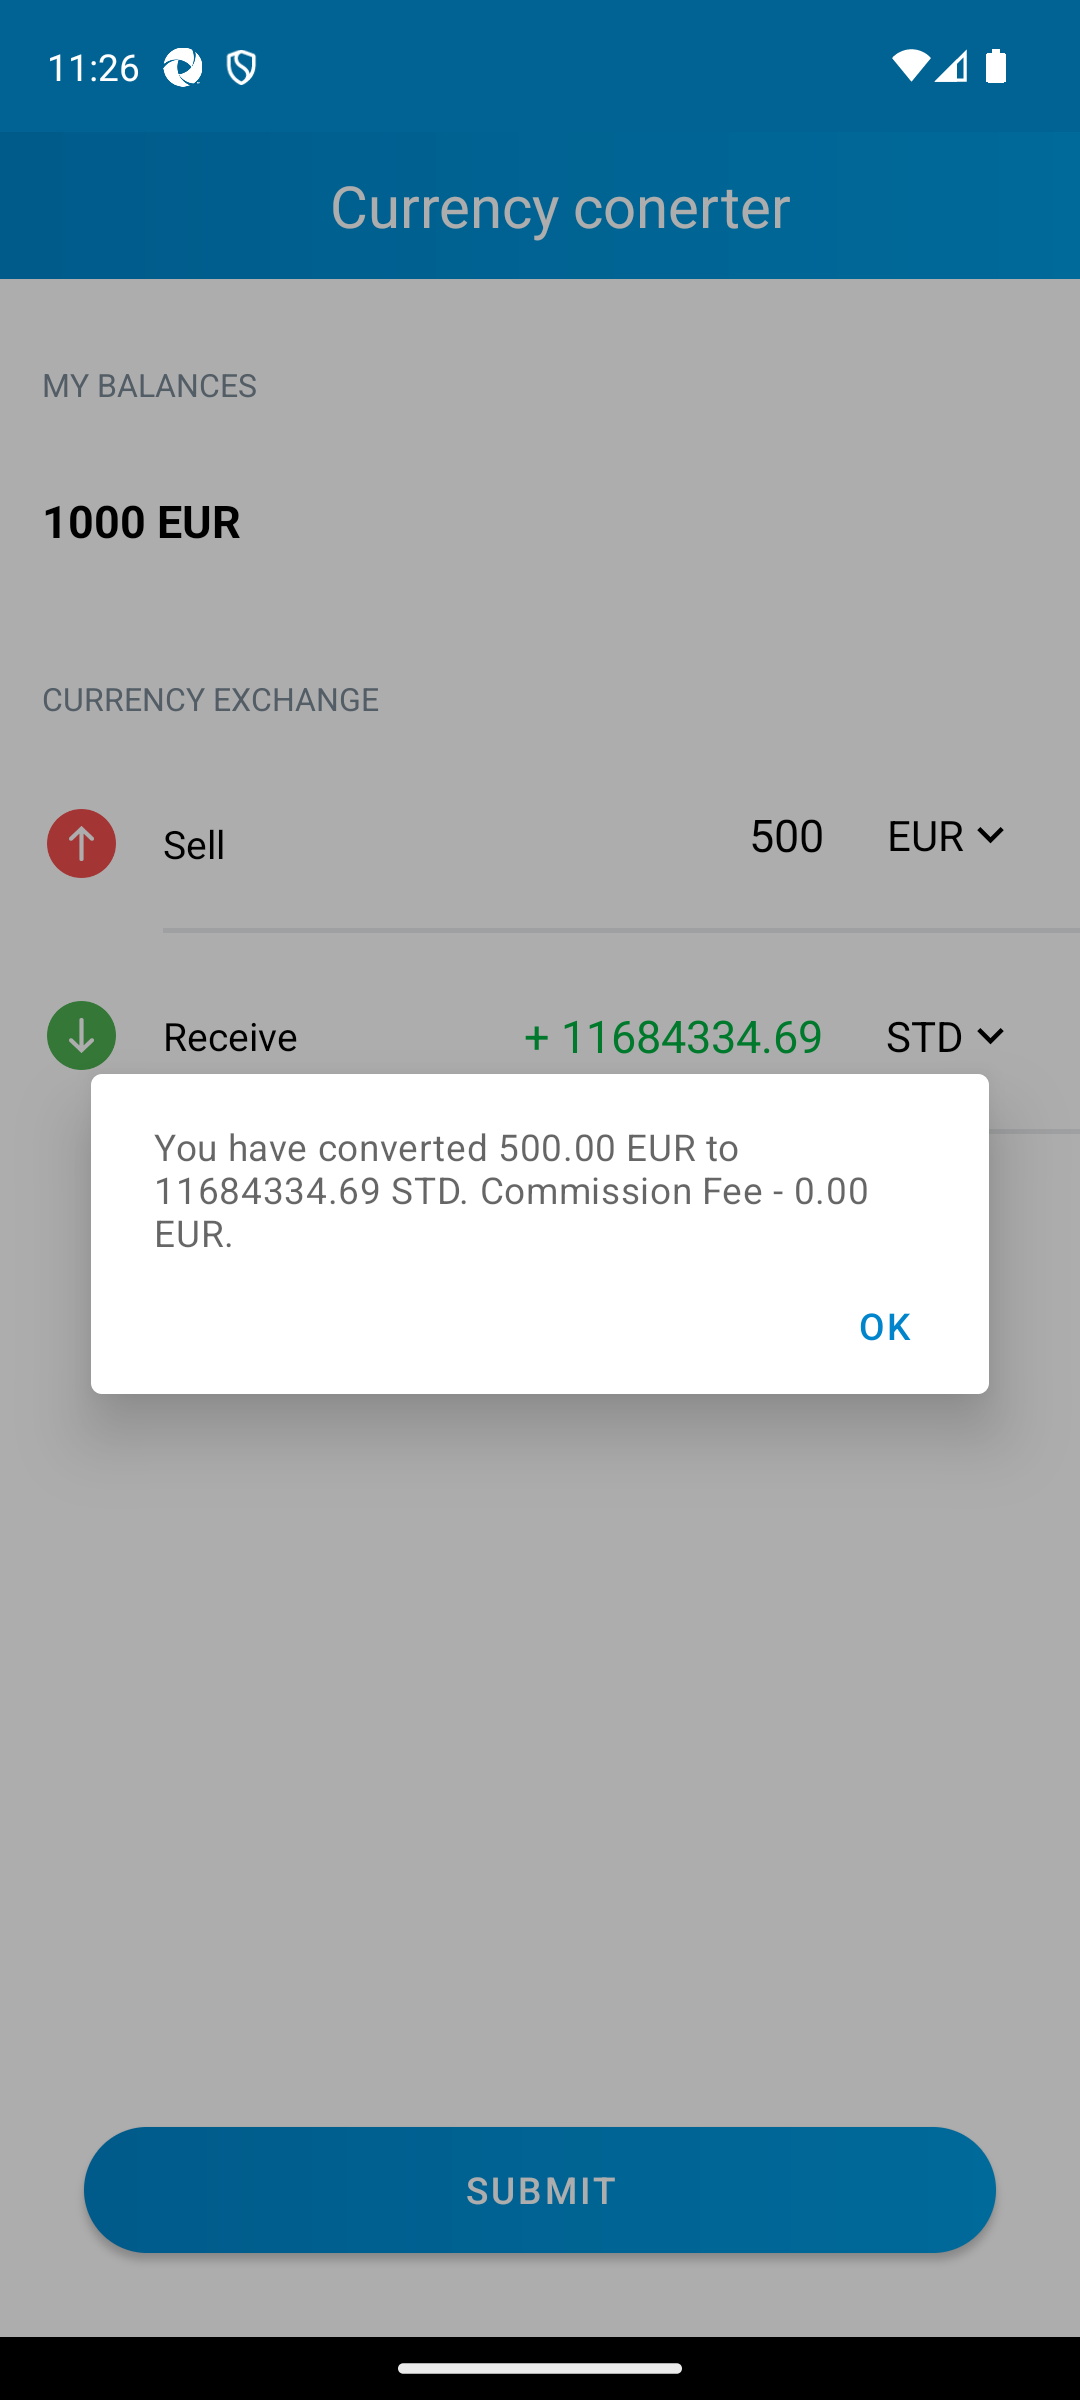 11:26
Currency conerter
MY BALANCES
1000 EUR
CURRENCY EXCHANGE
Sell 500 EUR
Receive + 11684334.69 STD
You have converted 500.00 EUR to
11684334.69 STD. Commission Fee - 0.00
EUR.
OK
SUBMIT